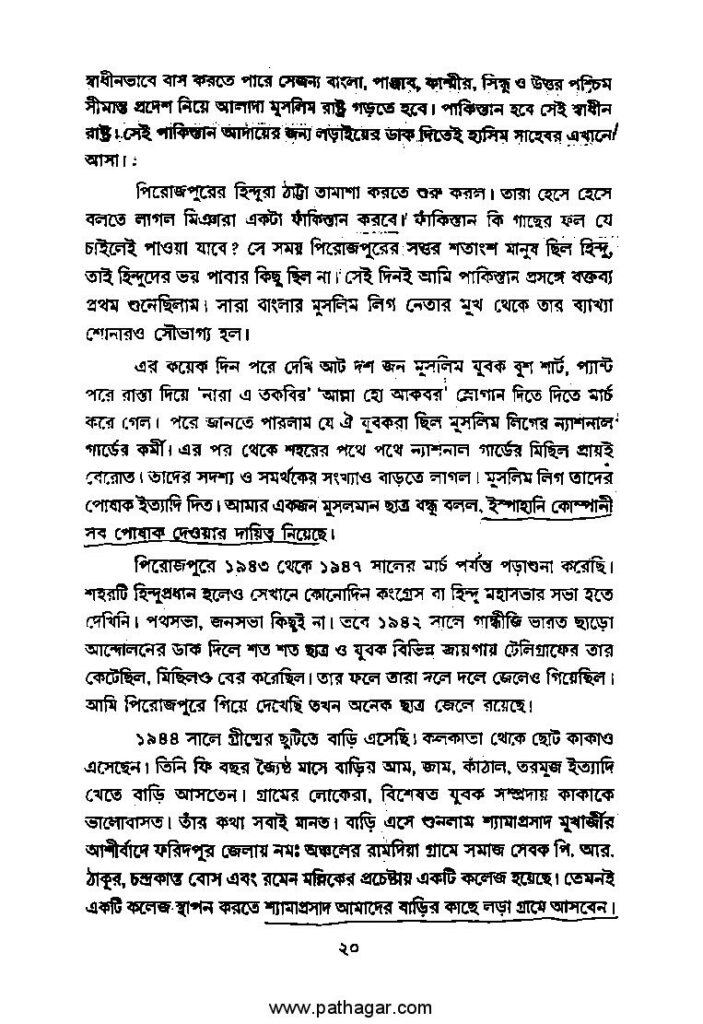 স্বাধীনভাবে বাস করতে পারে সেজন্য বাংলা, পাঞ্জাব, কাশ্মীর, সিন্ধু ও উত্তর পশ্চিম
সীমান্ত প্রদেশ নিয়ে আলাদা মুসলিম রাষ্ট্র গড়তে হবে। পাকিস্তান হবে সেই স্বাধীন
রাষ্ট্র। সেই পাকিস্তান আদায়ের জন্য লড়াইয়ের ডাক দিতেই হাসিম সাহেবর এখানে
আসা।
পিরোজপুরের হিন্দুরা ঠাট্টা তামাশা করতে শুরু করল। তারা হেসে হেসে
বলতে লাগল মিঞারা একটা ফাঁকিস্তান করবে। ফাঁকিস্তান কি গাছের ফল যে
চাইলেই পাওয়া যাবে? সে সময় পিরোজপুরের সত্তর শতাংশ মানুষ ছিল হিন্দু,
তাই হিন্দুদের ভয় পাবার কিছু ছিল না। সেই দিনই আমি পাকিস্তান প্রসঙ্গে বক্তব্য
প্রথম শুনেছিলাম। সারা বাংলার মুসলিম লিগ নেতার মুখ থেকে তার ব্যাখ্যা
শোনারও সৌভাগ্য হল।
এর কয়েক দিন পরে দেখি আট দশ জন মুসলিম যুবক বুশ শার্ট, প্যান্ট
পরে রাস্তা দিয়ে 'নারা এ তকবির' 'আল্লা হো আকবর' স্লোগান দিতে দিতে মার্চ
করে গেল। পরে জানতে পারলাম যে ঐ যুবকরা ছিল মুসলিম লিগের ন্যাশনাল
গার্ডের কর্মী। এর পর থেকে শহরের পথে পথে ন্যাশনাল গার্ডের মিছিল প্রায়ই
বেরোত। তাদের সদশ্য ও সমর্থকের সংখ্যাও বাড়তে লাগল। মুসলিম লিগ তাদের
পোষাক ইত্যাদি দিত। আমার একজন মুসলমান ছাত্র বন্ধু বলল, ইস্পাহানি কোম্পানী
সব পোষাক দেওয়ার দায়িত্ব নিয়েছে।
পিরোজপুরে ১৯৪৩ থেকে ১৯৪৭ সালের মার্চ পর্যন্ত পড়াশুনা করেছি।
শহরটি হিন্দুপ্রধান হলেও সেখানে কোনোদিন কংগ্রেস বা হিন্দু মহাসভার সভা হতে
দেখিনি। পথসভা, জনসভা কিছুই না। তবে ১৯৪২ সালে গান্ধীজি ভারত ছাড়ো
আন্দোলনের ডাক দিলে শত শত ছাত্র ও যুবক বিভিন্ন জায়গায় টেলিগ্রাফের তার
কেটেছিল, মিছিলও বের করেছিল। তার ফলে তারা দলে দলে জেলেও গিয়েছিল।
আমি পিরোজপুরে গিয়ে দেখেছি তখন অনেক ছাত্র জেলে রয়েছে।
১৯৪৪ সালে গ্রীষ্মের ছুটিতে বাড়ি এসেছি। কলকাতা থেকে ছোট কাকাও
এসেছেন। তিনি ফি বছর জ্যৈষ্ঠ মাসে বাড়ির আম, জাম, কাঁঠাল, তরমুজ ইত্যাদি
খেতে বাড়ি আসতেন। গ্রামের লোকেরা, বিশেষত যুবক সম্প্রদায় কাকাকে
ভালোবাসত। তাঁর কথা সবাই মানত। বাড়ি এসে শুনলাম শ্যামাপ্রসাদ মুখার্জীর
আশীর্বাদে ফরিদপুর জেলায় নমঃ অঞ্চলের রামদিয়া গ্রামে সমাজ সেবক পি. আর.
ঠাকুর, চন্দ্রকান্ত বোস এবং রমেন মল্লিকের প্রচেষ্টায় একটি কলেজ হয়েছে। তেমনই
একটি কলেজ স্থাপন করতে শ্যামাপ্রসাদ আমাদের বাড়ির কাছে লড়া গ্রামে আসবেন।
২০
www.pathagar.com